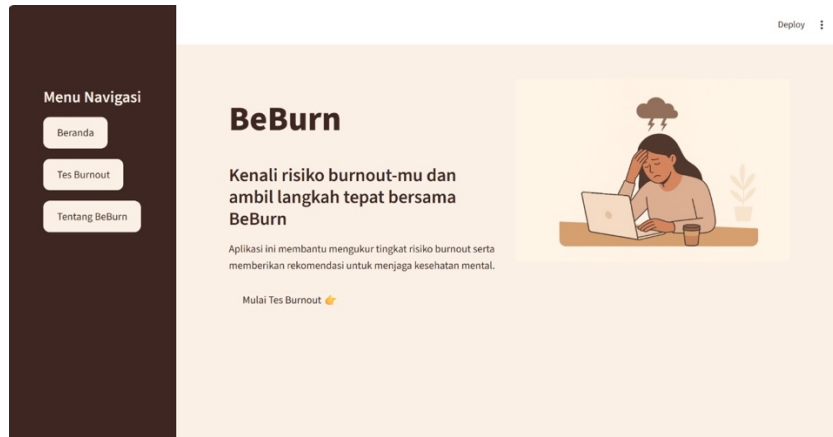 Deploy
Menu Navigasi
Beranda
Tes Burnout
Tentang BeBurn
BeBurn
Kenali risiko burnout-mu dan
ambil langkah tepat bersama
BeBurn
Aplikasi ini membantu mengukur tingkat risiko burnout serta
memberikan rekomendasi untuk menjaga kesehatan mental.
Mulai Tes Burnout 👉